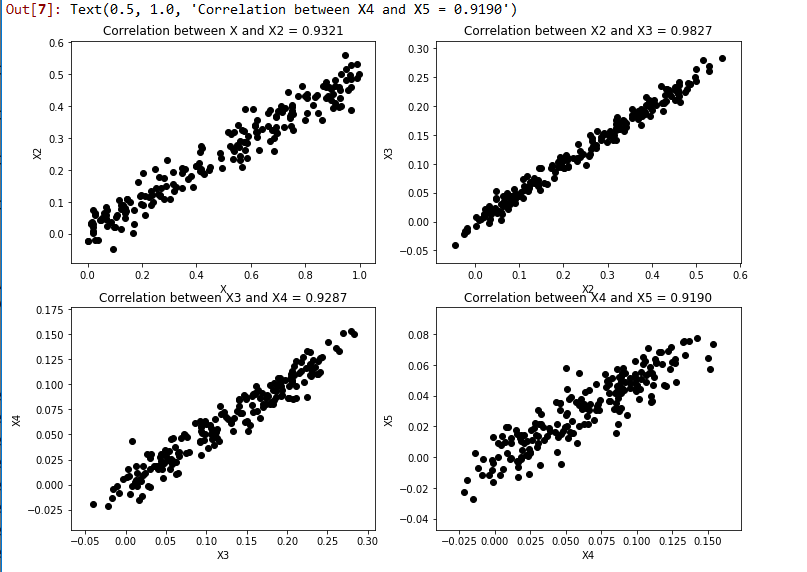 Out[7]: Text(0.5, 1.0, 'Correlation between X4 and X5 = 0.9190')
Correlation between X and X2 = 0.9321
0.6
0.5
0.4
0.3
0.2
0.1
0.0
X2
0.0 0.2 0.4 0.6 0.8 1.0
X
Correlation between X2 and X3 = 0.9827
0.30
0.25
0.20
0.15
0.10
0.05
0.00
−0.05
X3
0.0 0.1 0.2 0.3 0.4 0.5 0.6
X2
Correlation between X3 and X4 = 0.9287
0.175
0.150
0.125
0.100
0.075
0.050
0.025
0.000
−0.025
X4
−0.05 0.00 0.05 0.10 0.15 0.20 0.25 0.30
X3
Correlation between X4 and X5 = 0.9190
0.08
0.06
0.04
0.02
0.00
−0.02
−0.04
X5
−0.025 0.000 0.025 0.050 0.075 0.100 0.125 0.150
X4